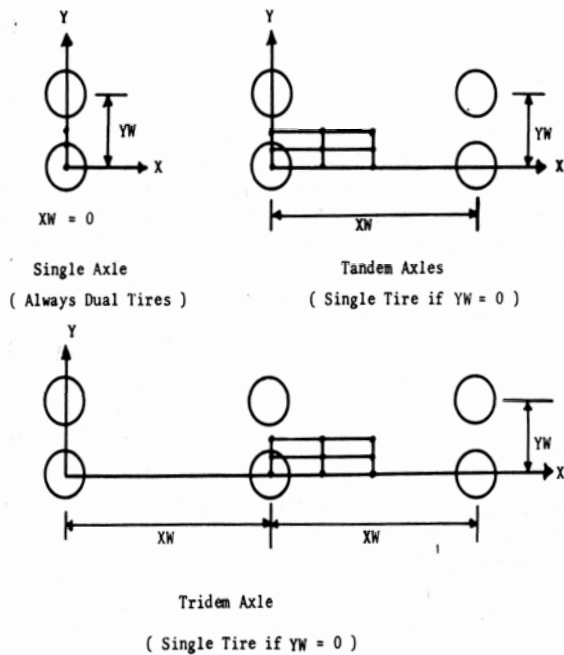 Y
YW
X
XW = 0
Single Axle
( Always Dual Tires )
Y
YW
X
XW
Tandem Axles
( Single Tire if YW = 0 )
Y
YW
X
XW
XW
Tridem Axle
( Single Tire if YW = 0 )